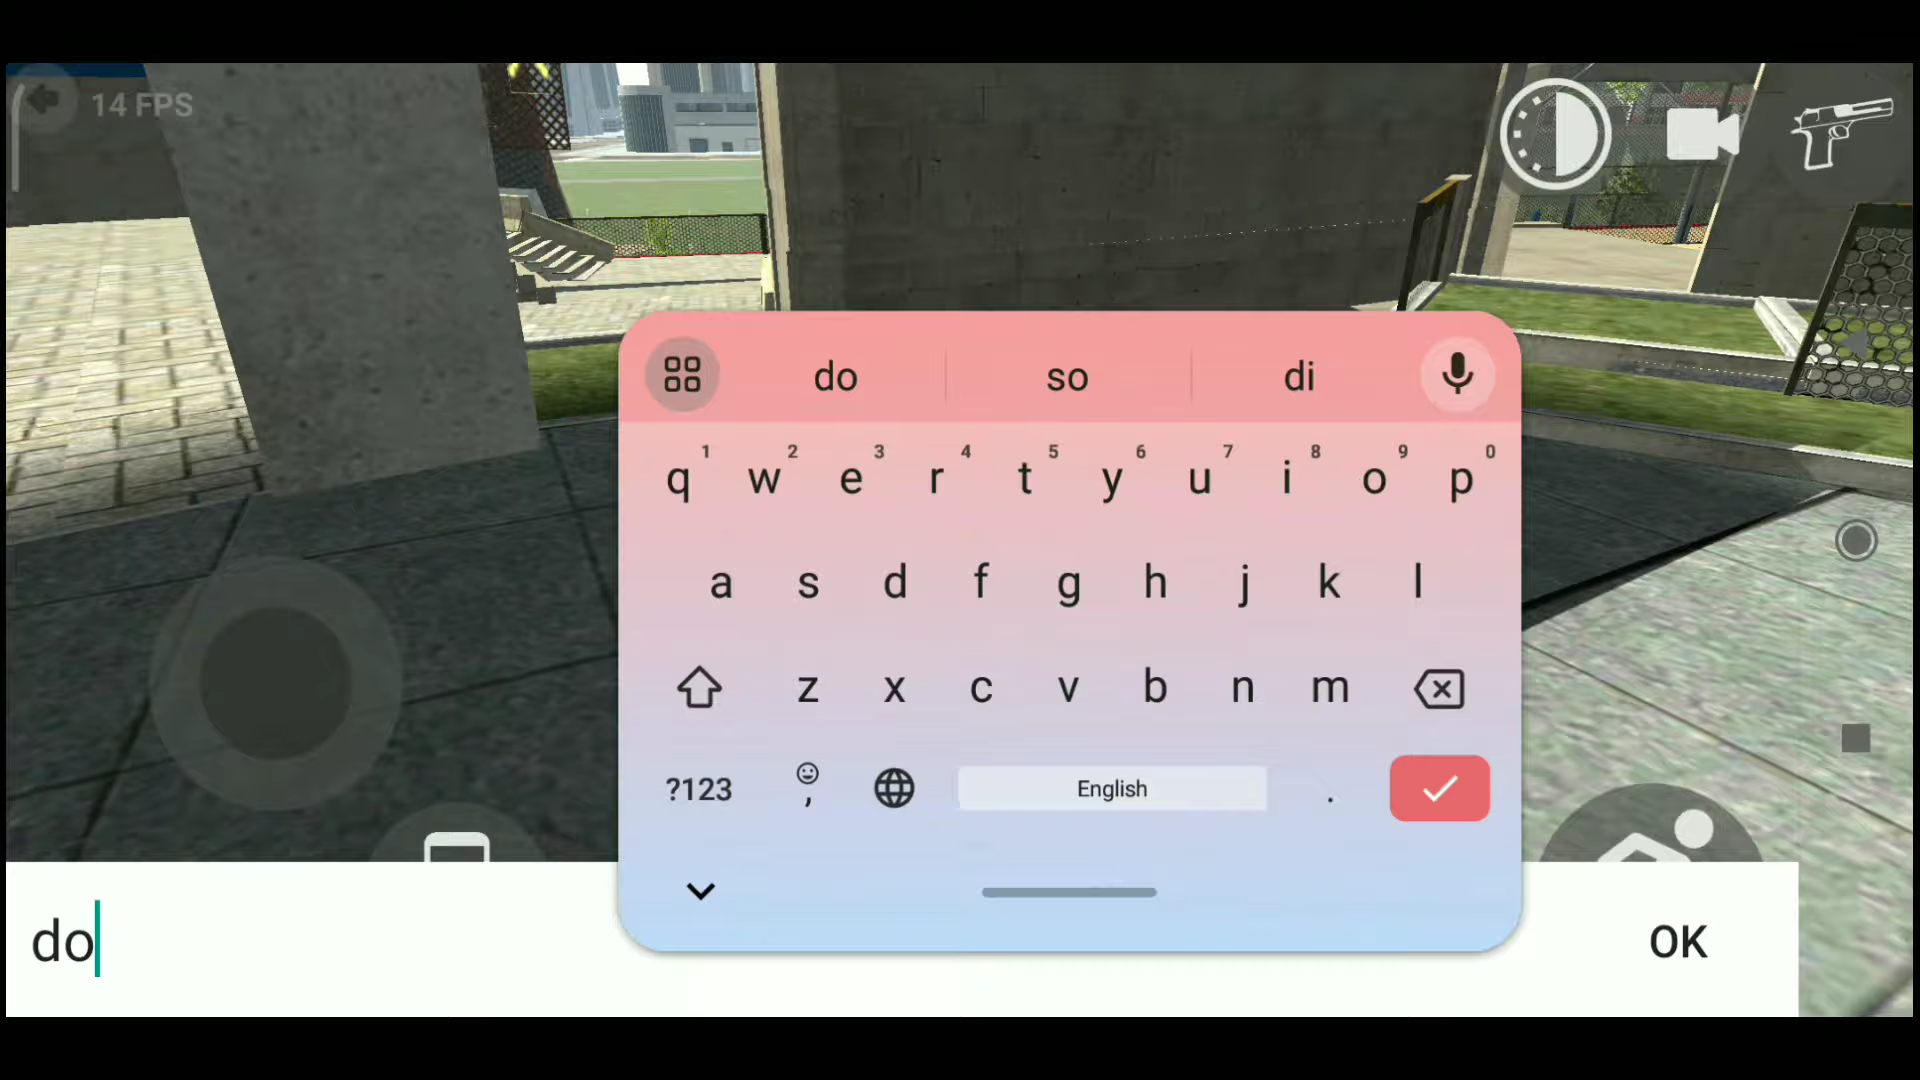 14 FPS
do so di
1 2 3 4 5 6 7 8 9 0
q w e r t y u i o p
a s d f g h j k l
z x c v b n m
?123 , English .
do
OK